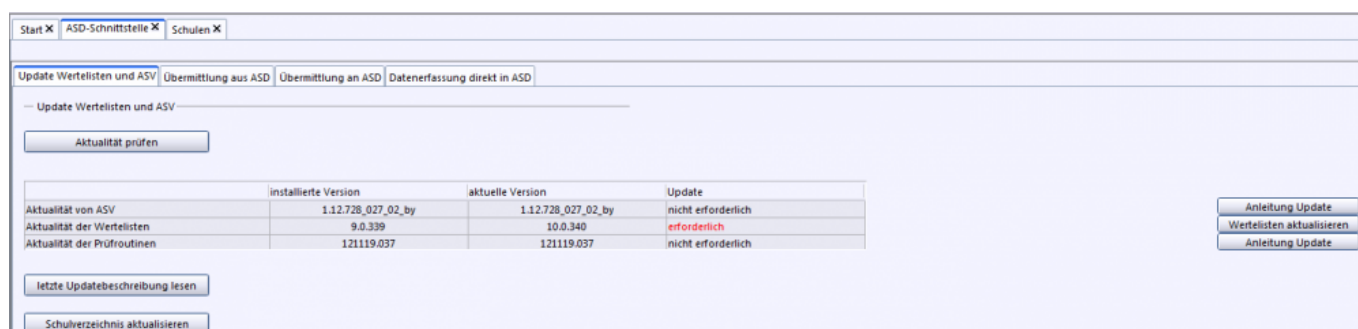 Start X ASD-Schnittstelle X Schulen X
Update Wertelisten und ASV Übermittlung aus ASD Übermittlung an ASD Datenerfassung direkt in ASD
Update Wertelisten und ASV
Aktualität prüfen
installierte Version aktuelle Version Update
Aktualität von ASV 1.12.728_027_02_by 1.12.728_027_02_by nicht erforderlich Anleitung Update
Aktualität der Wertelisten 9.0.339 10.0.340 erforderlich Wertelisten aktualisieren
Aktualität der Prüfroutinen 121119.037 121119.037 nicht erforderlich Anleitung Update
letzte Updatebeschreibung lesen
Schulverzeichnis aktualisieren